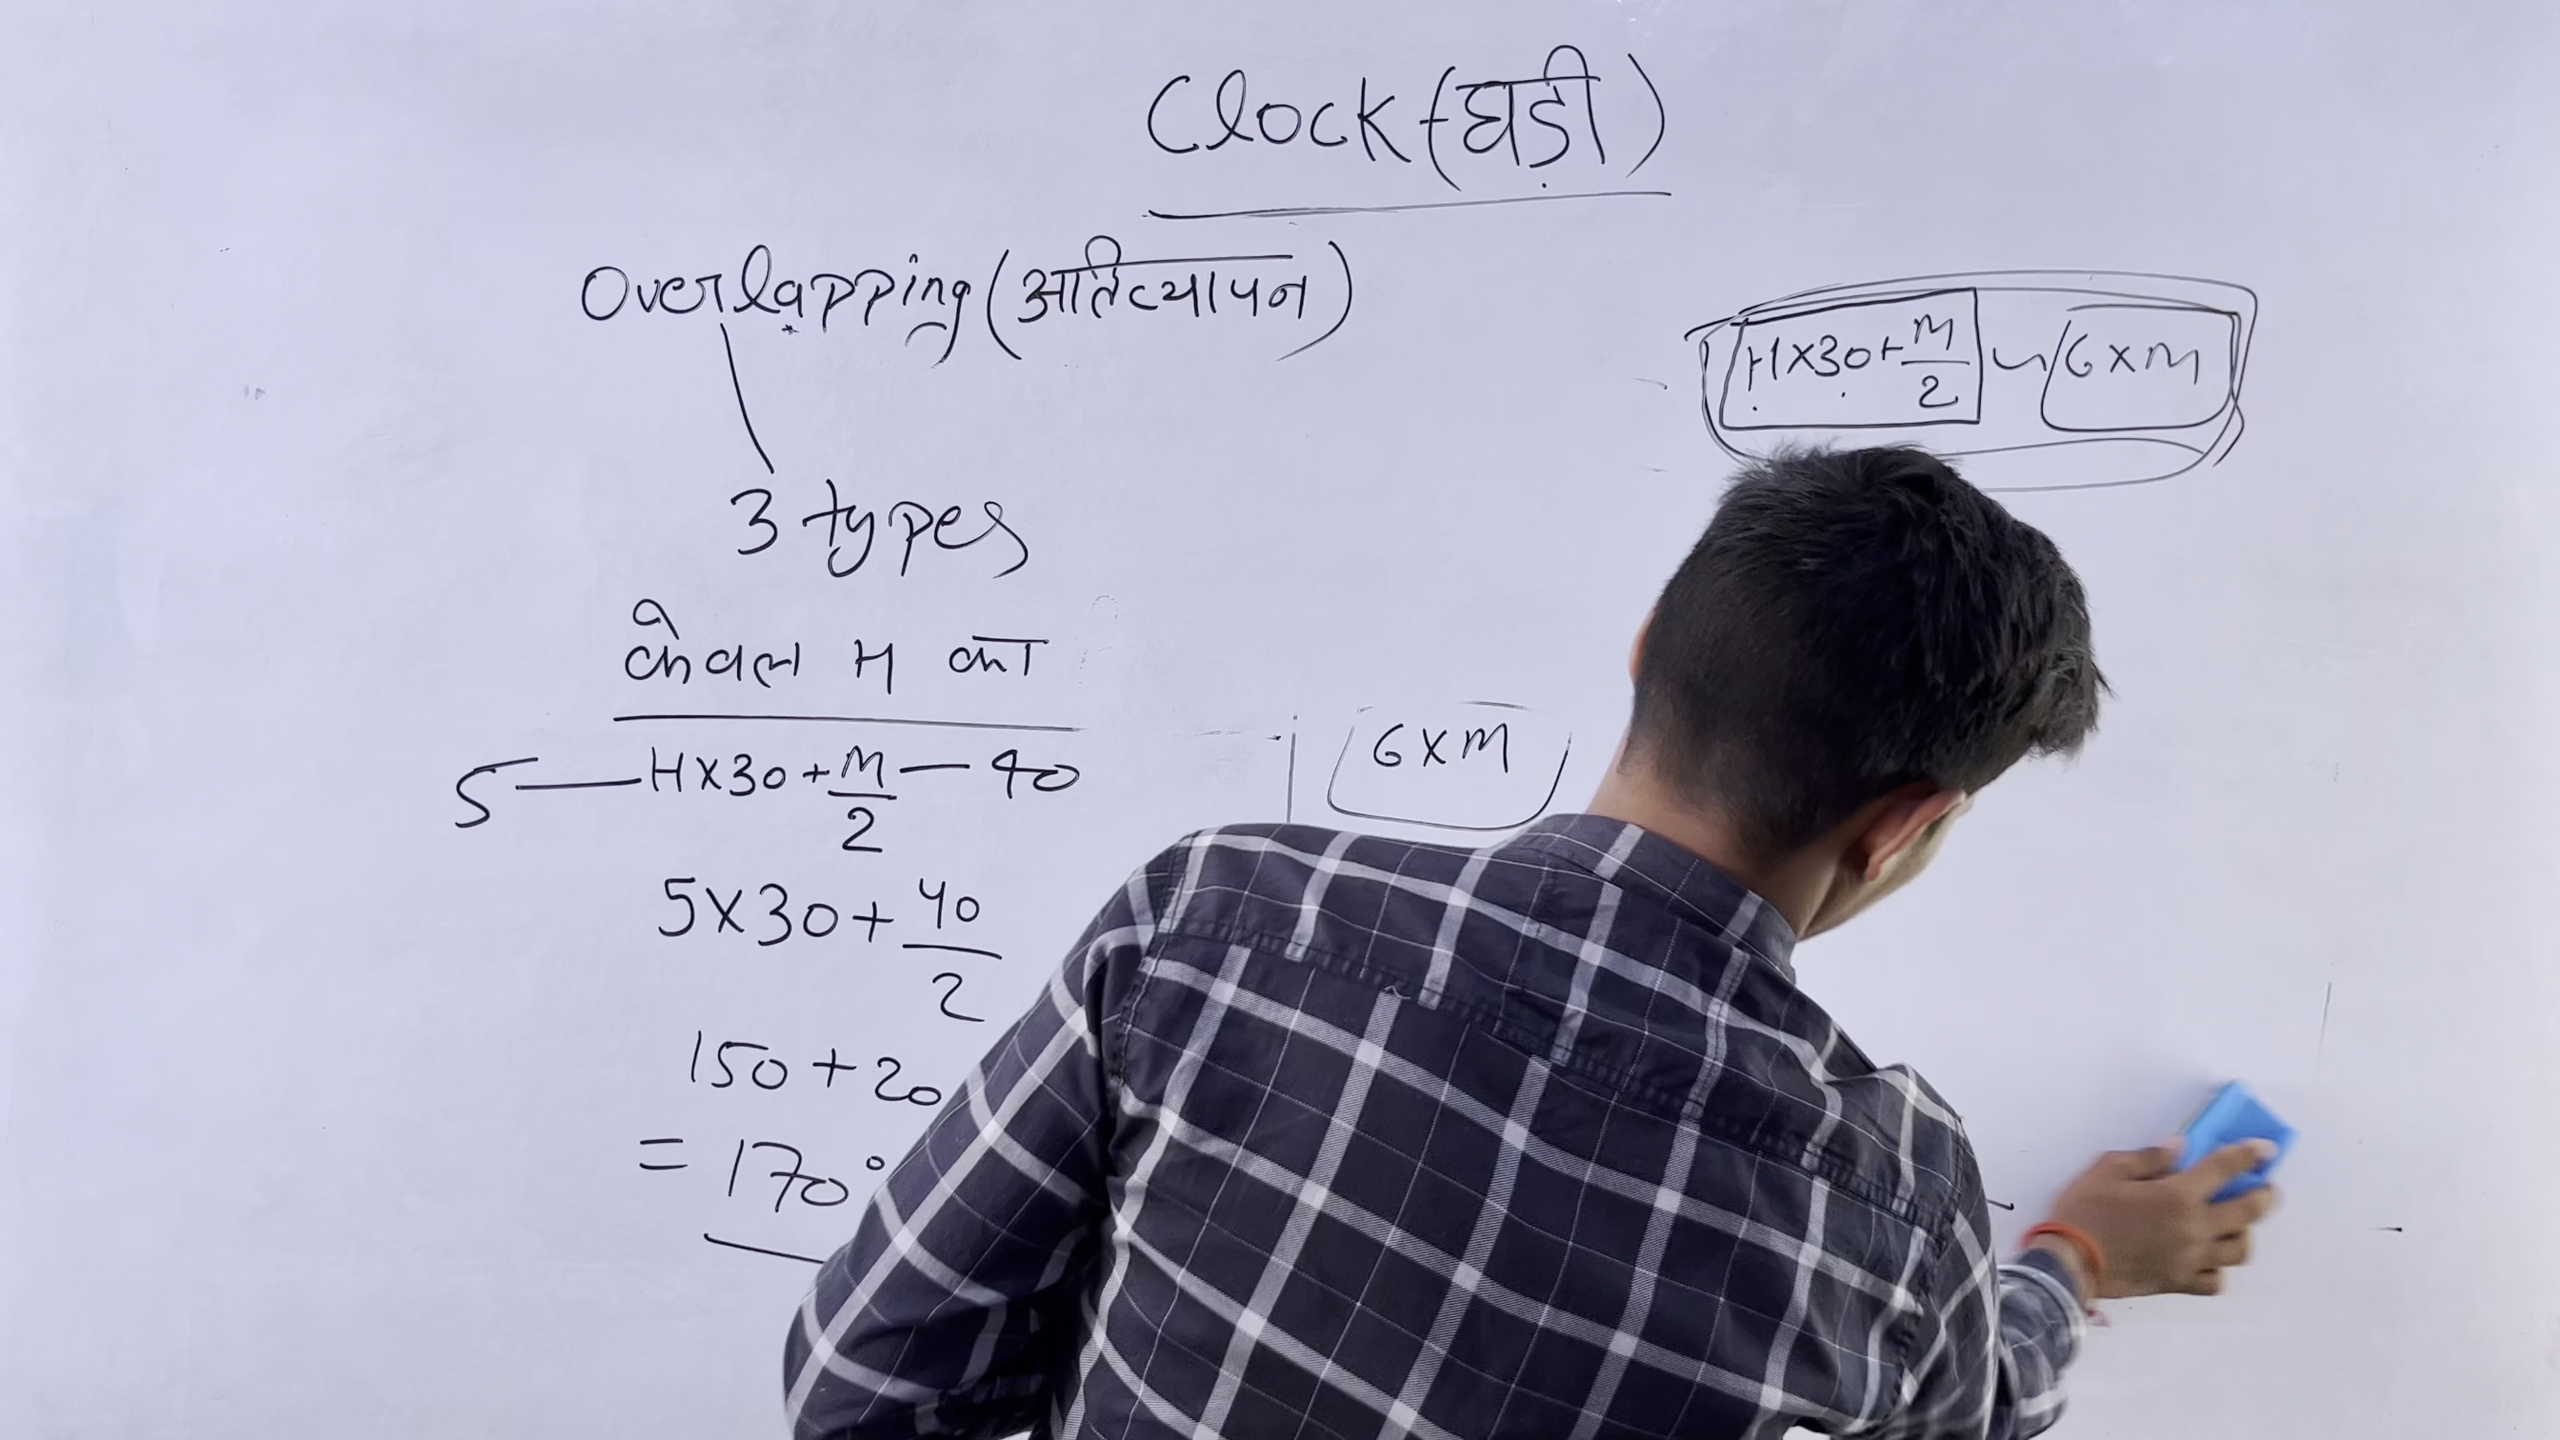 Clock (घड़ी)
Overlapping (अतिव्यापन)
H×30+M/2 ~ 6×M
3 types
केवल H का
5 — H×30+M/2 — 40
6×M
5×30+40/2
150+20
= 170°